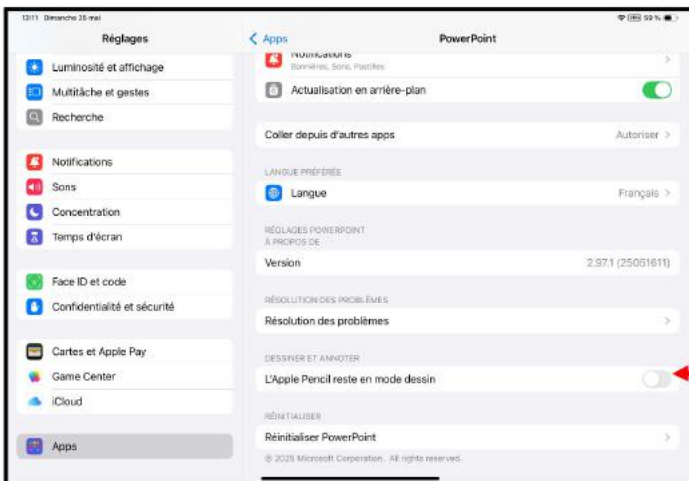 13:11 Dimanche 25 mai
59 %
Réglages
Apps
PowerPoint
Luminosité et affichage
Multitâche et gestes
Recherche
Notifications
Sons
Concentration
Temps d'écran
Face ID et code
Confidentialité et sécurité
Cartes et Apple Pay
Game Center
iCloud
Apps
Notifications
Bannières, Sons, Pastilles
Actualisation en arrière-plan
Coller depuis d'autres apps
Autoriser
LANGUE PRÉFÉRÉE
Langue
Français
RÉGLAGES POWERPOINT
À PROPOS DE
Version
2.97.1 (25051611)
RÉSOLUTION DES PROBLÈMES
Résolution des problèmes
DESSINER ET ANNOTER
L'Apple Pencil reste en mode dessin
RÉINITIALISER
Réinitialiser PowerPoint
© 2025 Microsoft Corporation. All rights reserved.